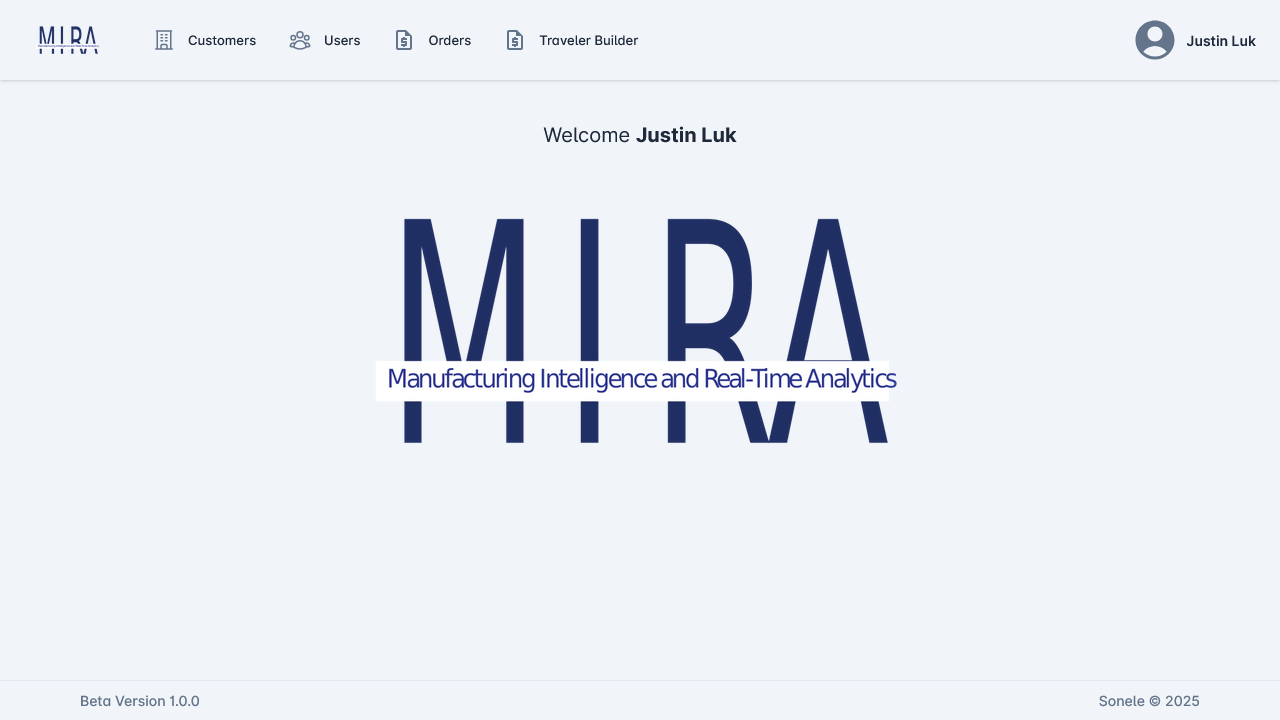 MIRA
Customers
Users
Orders
Traveler Builder
Justin Luk
Welcome Justin Luk
MIRA
Manufacturing Intelligence and Real-Time Analytics
Beta Version 1.0.0
Sonele © 2025